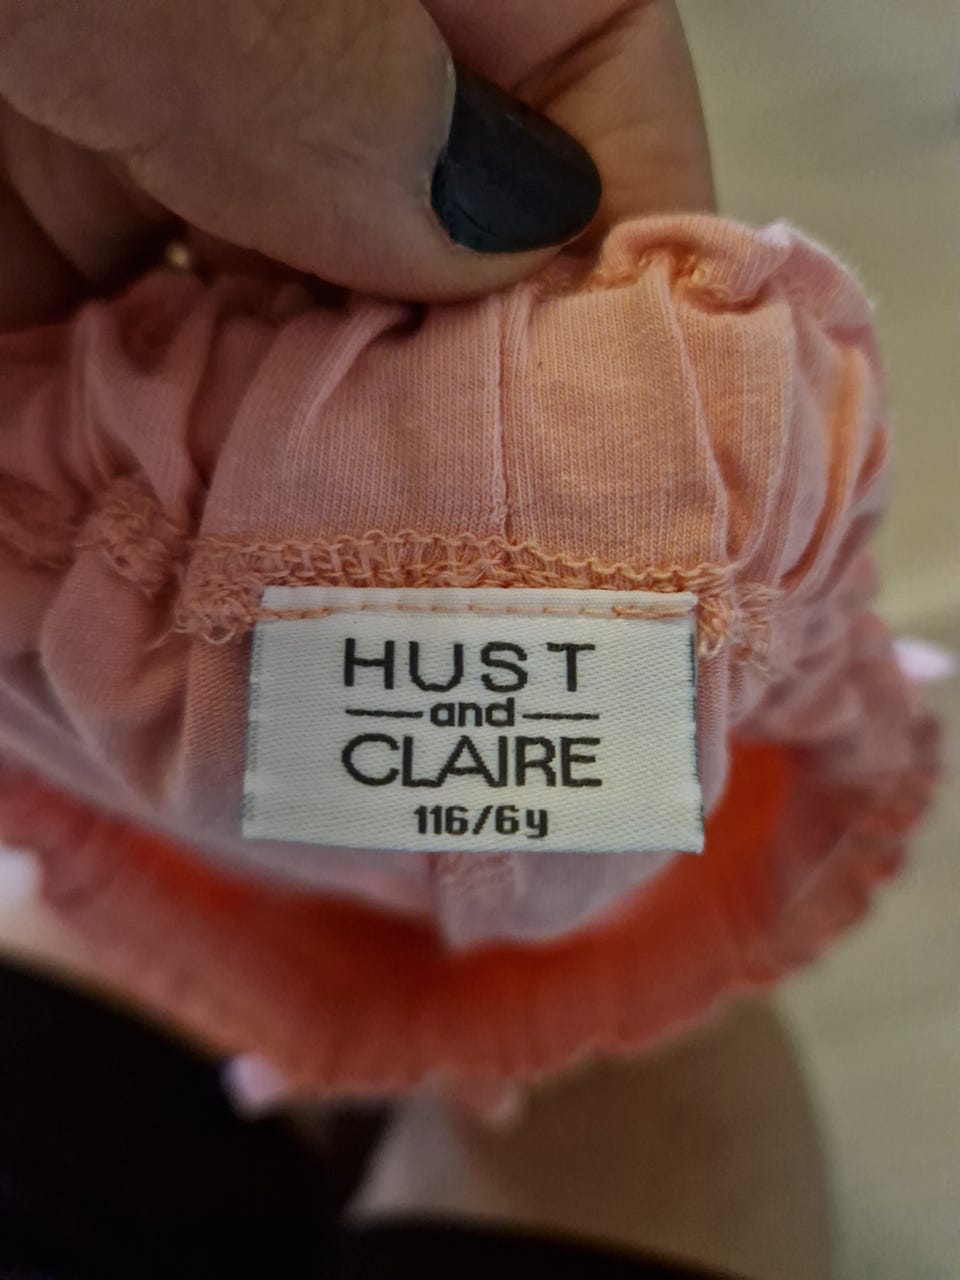 HUST
and
CLAIRE
116/6y